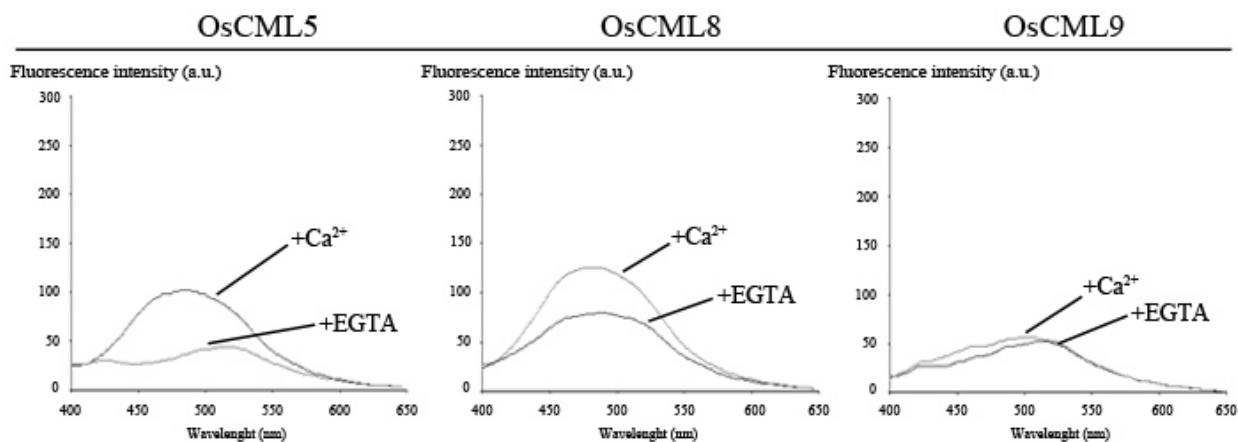 OsCML5 OsCML8 OsCML9
Fluorescence intensity (a.u.) Fluorescence intensity (a.u.) Fluorescence intensity (a.u.)
300 300 300
250 250 250
200 200 200
150 150 150
+Ca²⁺ +Ca²⁺ +Ca²⁺
100 100 100
+EGTA +EGTA +EGTA
50 50 50
0 0 0
400 450 500 550 600 650 400 450 500 550 600 650 400 450 500 550 600 650
Wavelenght (nm) Wavelenght (nm) Wavelenght (nm)